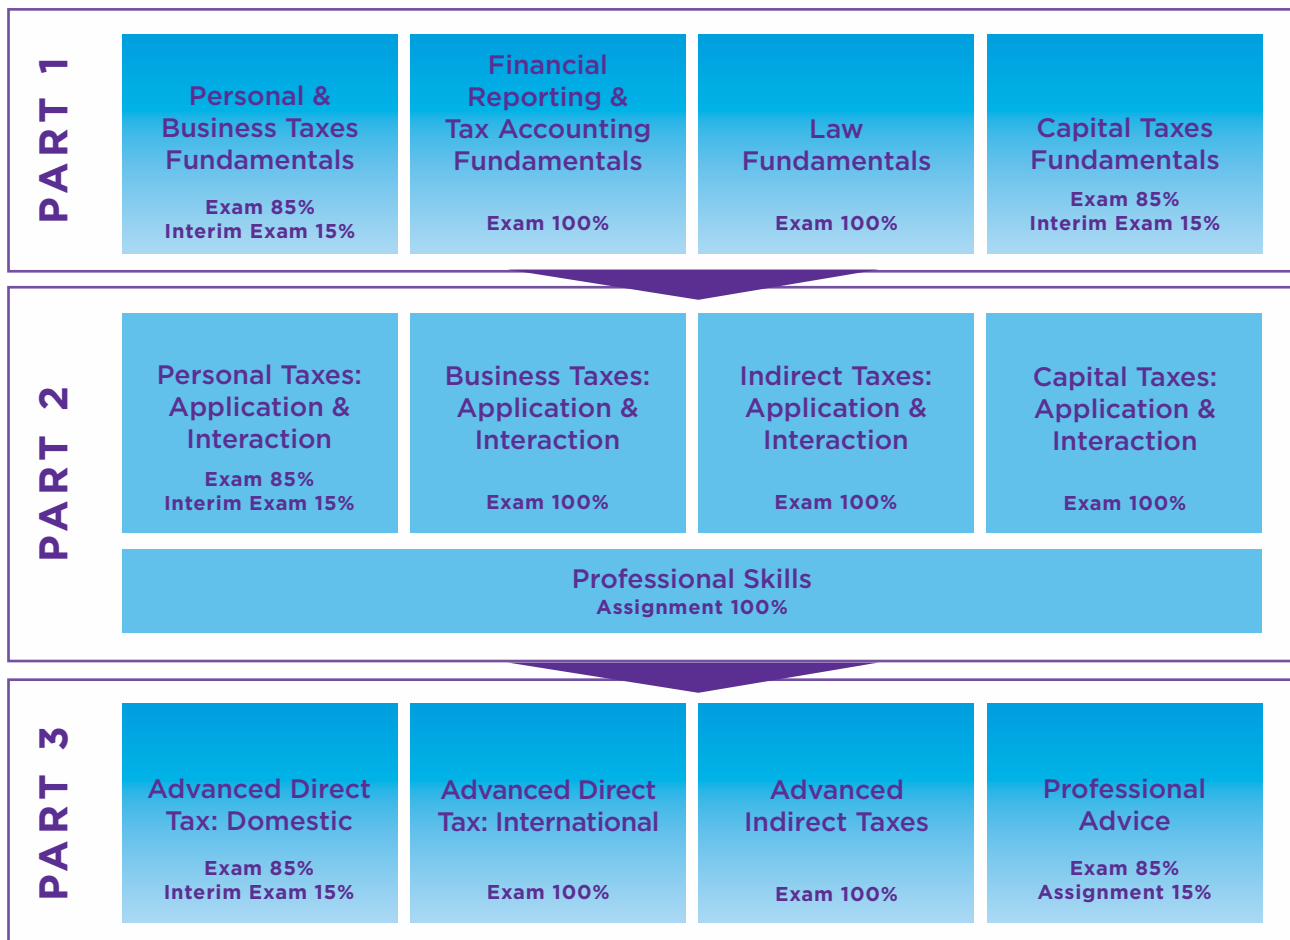 PART 1
Personal &
Business Taxes
Fundamentals
Exam 85%
Interim Exam 15%
Financial
Reporting &
Tax Accounting
Fundamentals
Exam 100%
Law
Fundamentals
Exam 100%
Capital Taxes
Fundamentals
Exam 85%
Interim Exam 15%
PART 2
Personal Taxes:
Application &
Interaction
Exam 85%
Interim Exam 15%
Business Taxes:
Application &
Interaction
Exam 100%
Indirect Taxes:
Application &
Interaction
Exam 100%
Capital Taxes:
Application &
Interaction
Exam 100%
Professional Skills
Assignment 100%
PART 3
Advanced Direct
Tax: Domestic
Exam 85%
Interim Exam 15%
Advanced Direct
Tax: International
Exam 100%
Advanced
Indirect Taxes
Exam 100%
Professional
Advice
Exam 85%
Assignment 15%